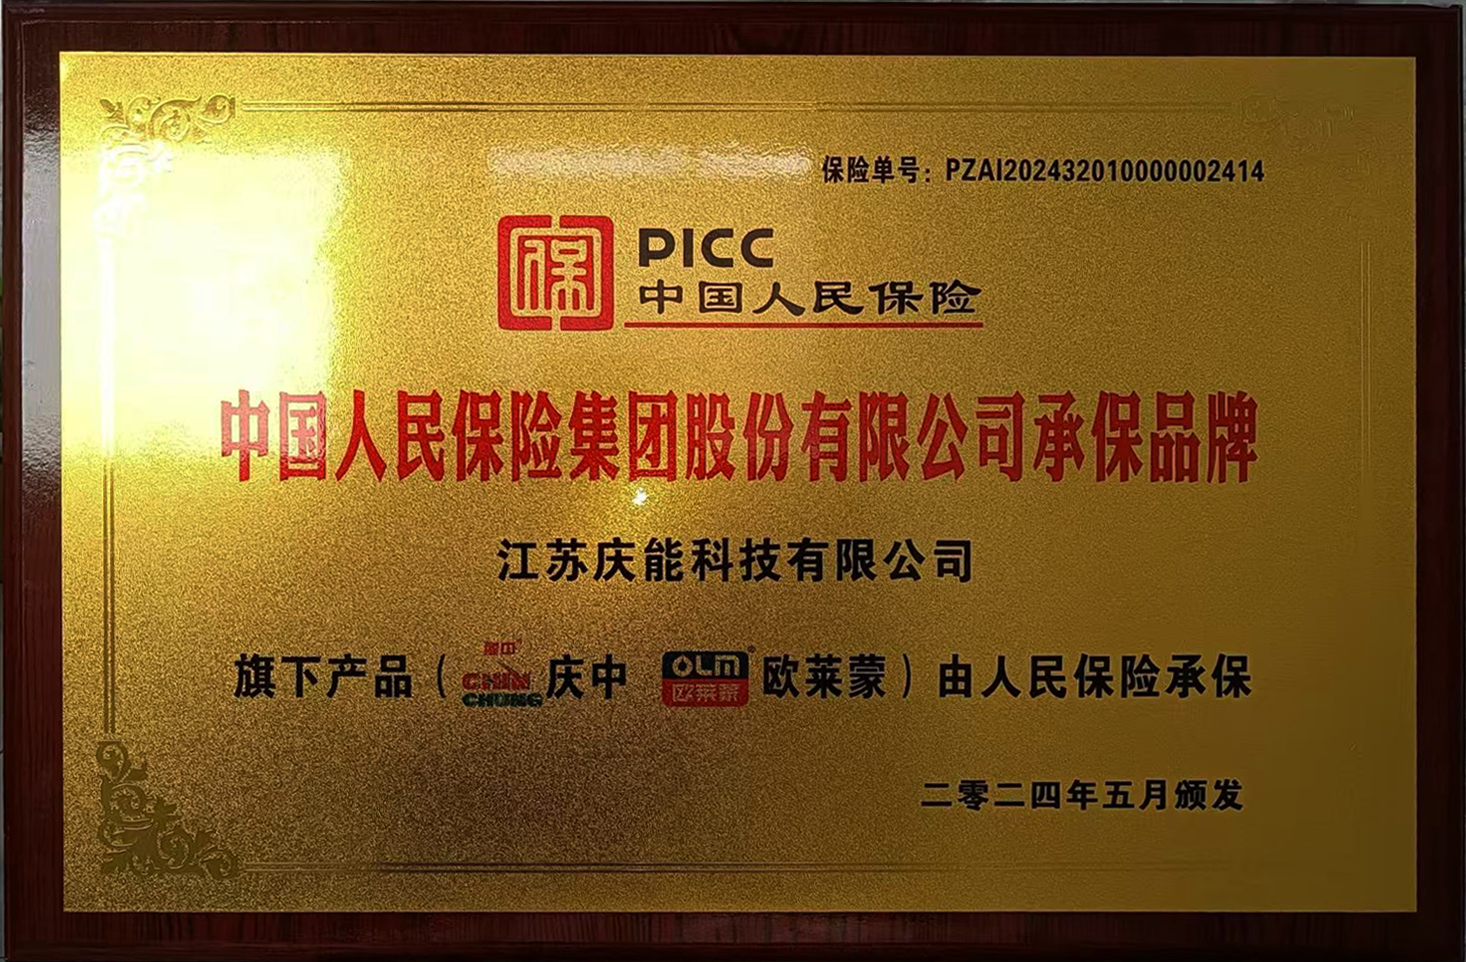 保险单号：PZAI202432010000002414
保
PICC
中国人民保险
中国人民保险集团股份有限公司承保品牌
江苏庆能科技有限公司
旗下产品（ CHIN CHUNG 庆中 OLM 欧莱蒙 欧莱蒙）由人民保险承保
二零二四年五月颁发